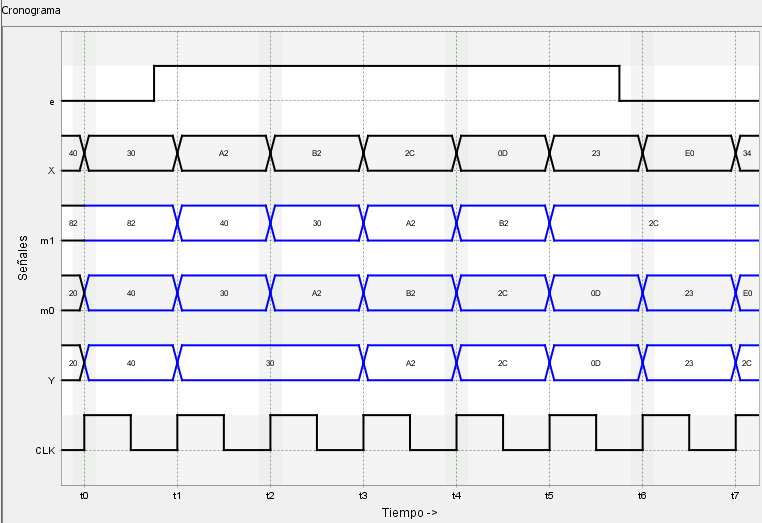 Cronograma
Señales
e
X 40 30 A2 B2 2C 0D 23 E0 34
m1 82 82 40 30 A2 B2 2C
m0 20 40 30 A2 B2 2C 0D 23 E0
Y 20 40 30 A2 2C 0D 23 2C
CLK
t0 t1 t2 t3 t4 t5 t6 t7
Tiempo ->